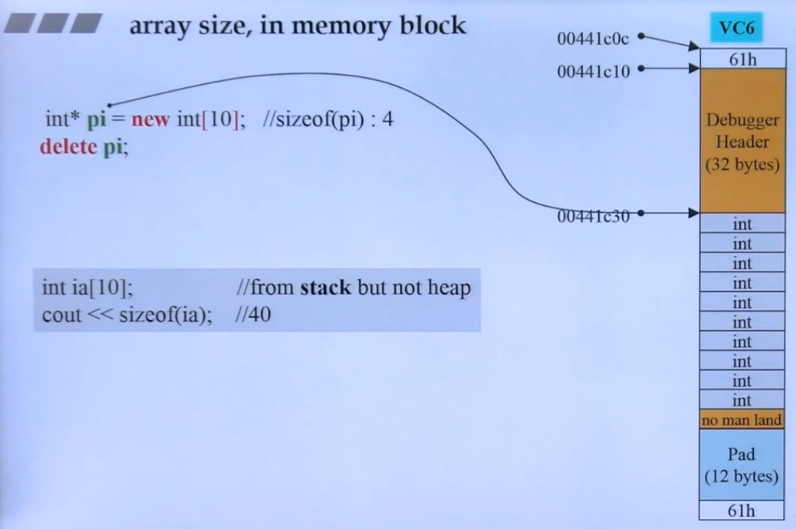 array size, in memory block
int* pi = new int[10]; //sizeof(pi) : 4
delete pi;
int ia[10]; //from stack but not heap
cout << sizeof(ia); //40
00441c0c
00441c10
00441c30
VC6
61h
Debugger
Header
(32 bytes)
int
int
int
int
int
int
int
int
int
int
no man land
Pad
(12 bytes)
61h